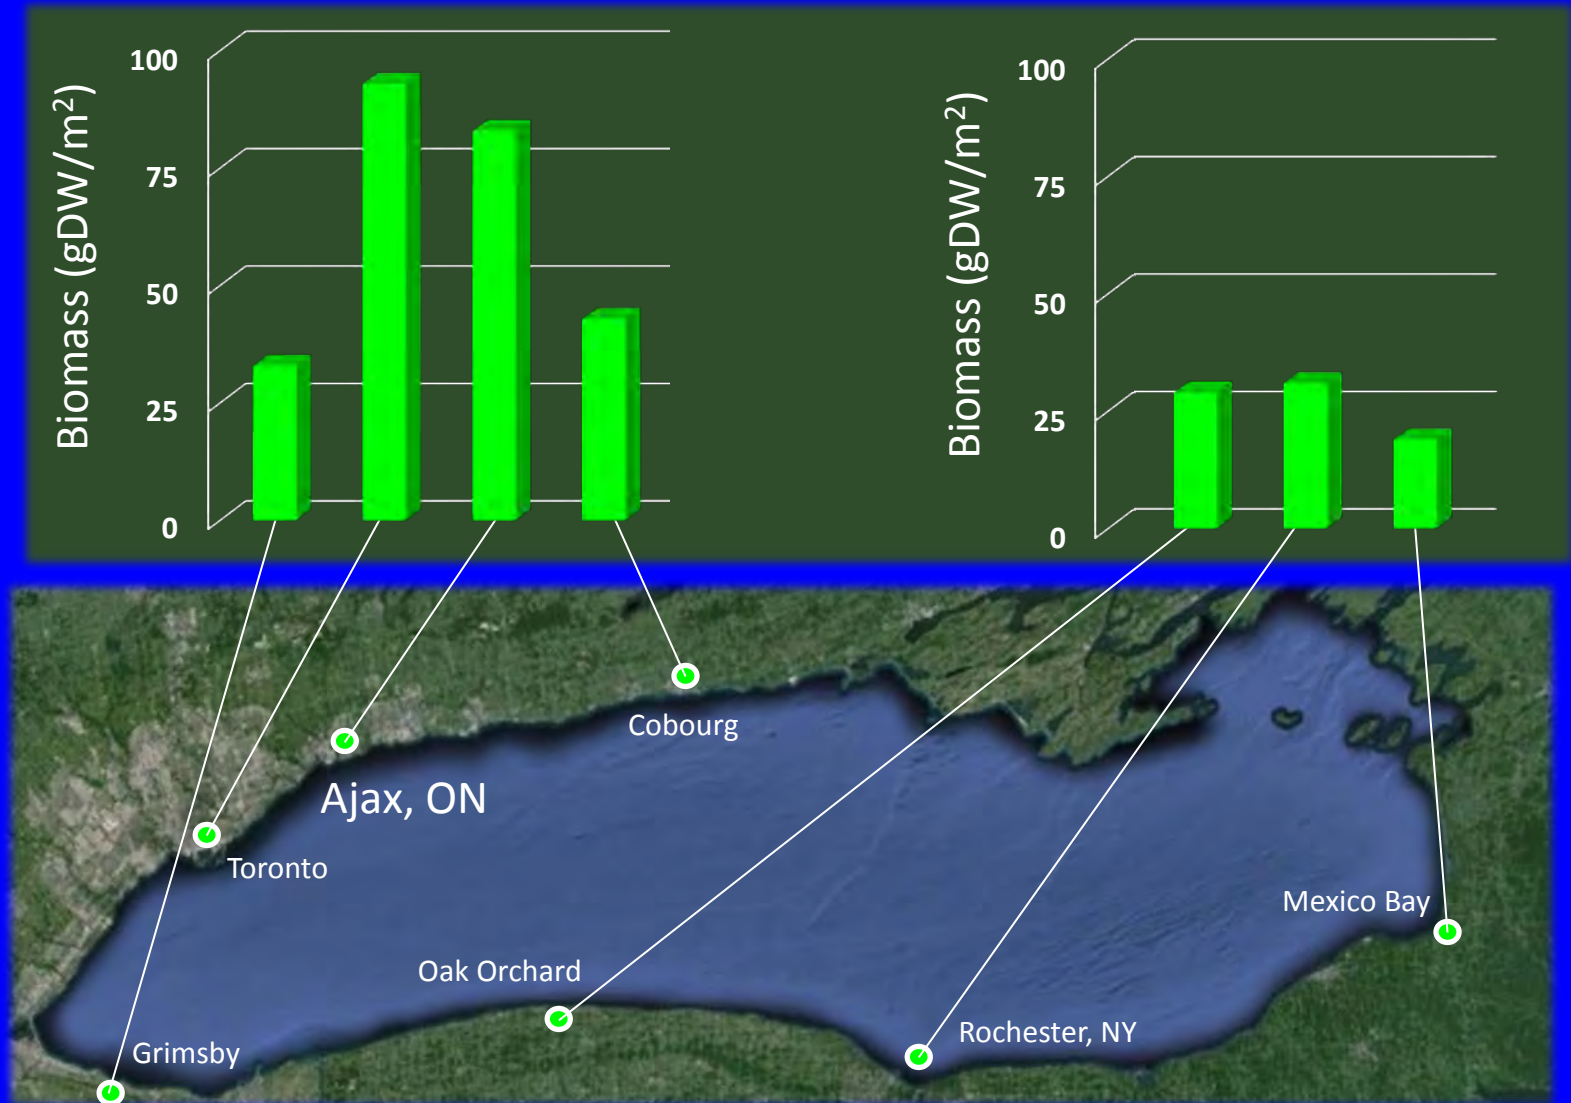 Biomass (gDW/m²)
100
75
50
25
0
Biomass (gDW/m²)
100
75
50
25
0
Cobourg
Ajax, ON
Toronto
Mexico Bay
Oak Orchard
Rochester, NY
Grimsby